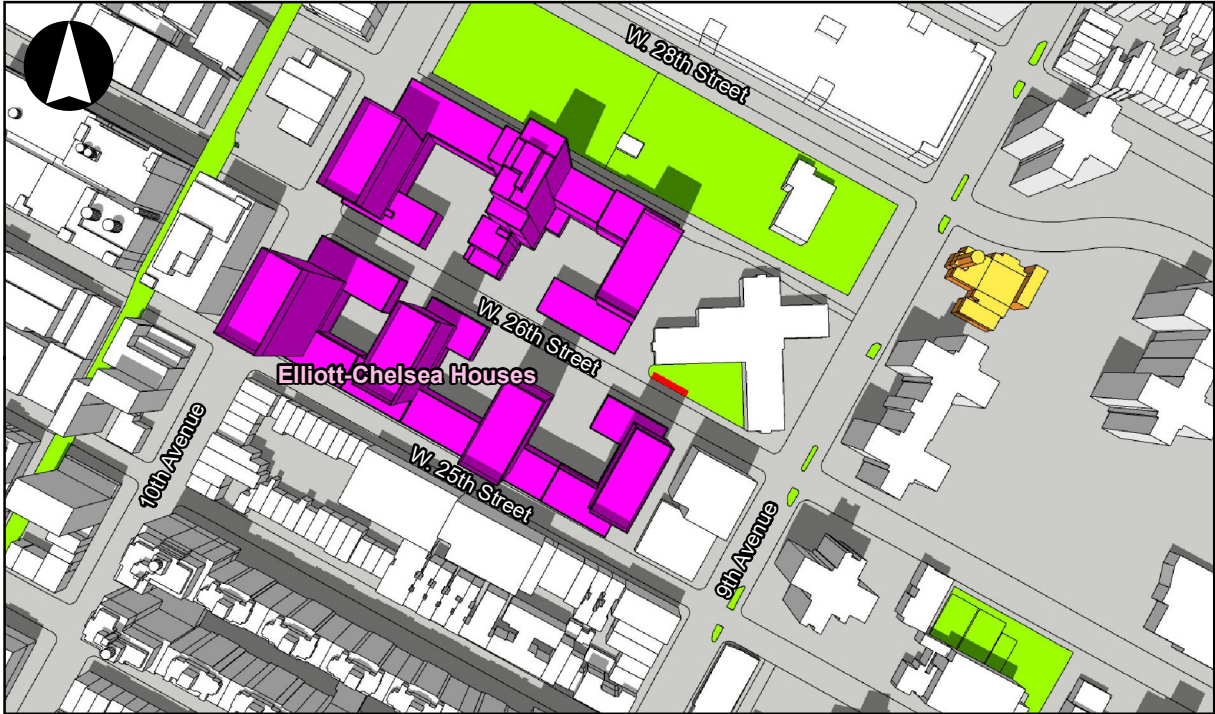 W. 28th Street
W. 26th Street
Elliott-Chelsea Houses
10th Avenue
W. 25th Street
9th Avenue